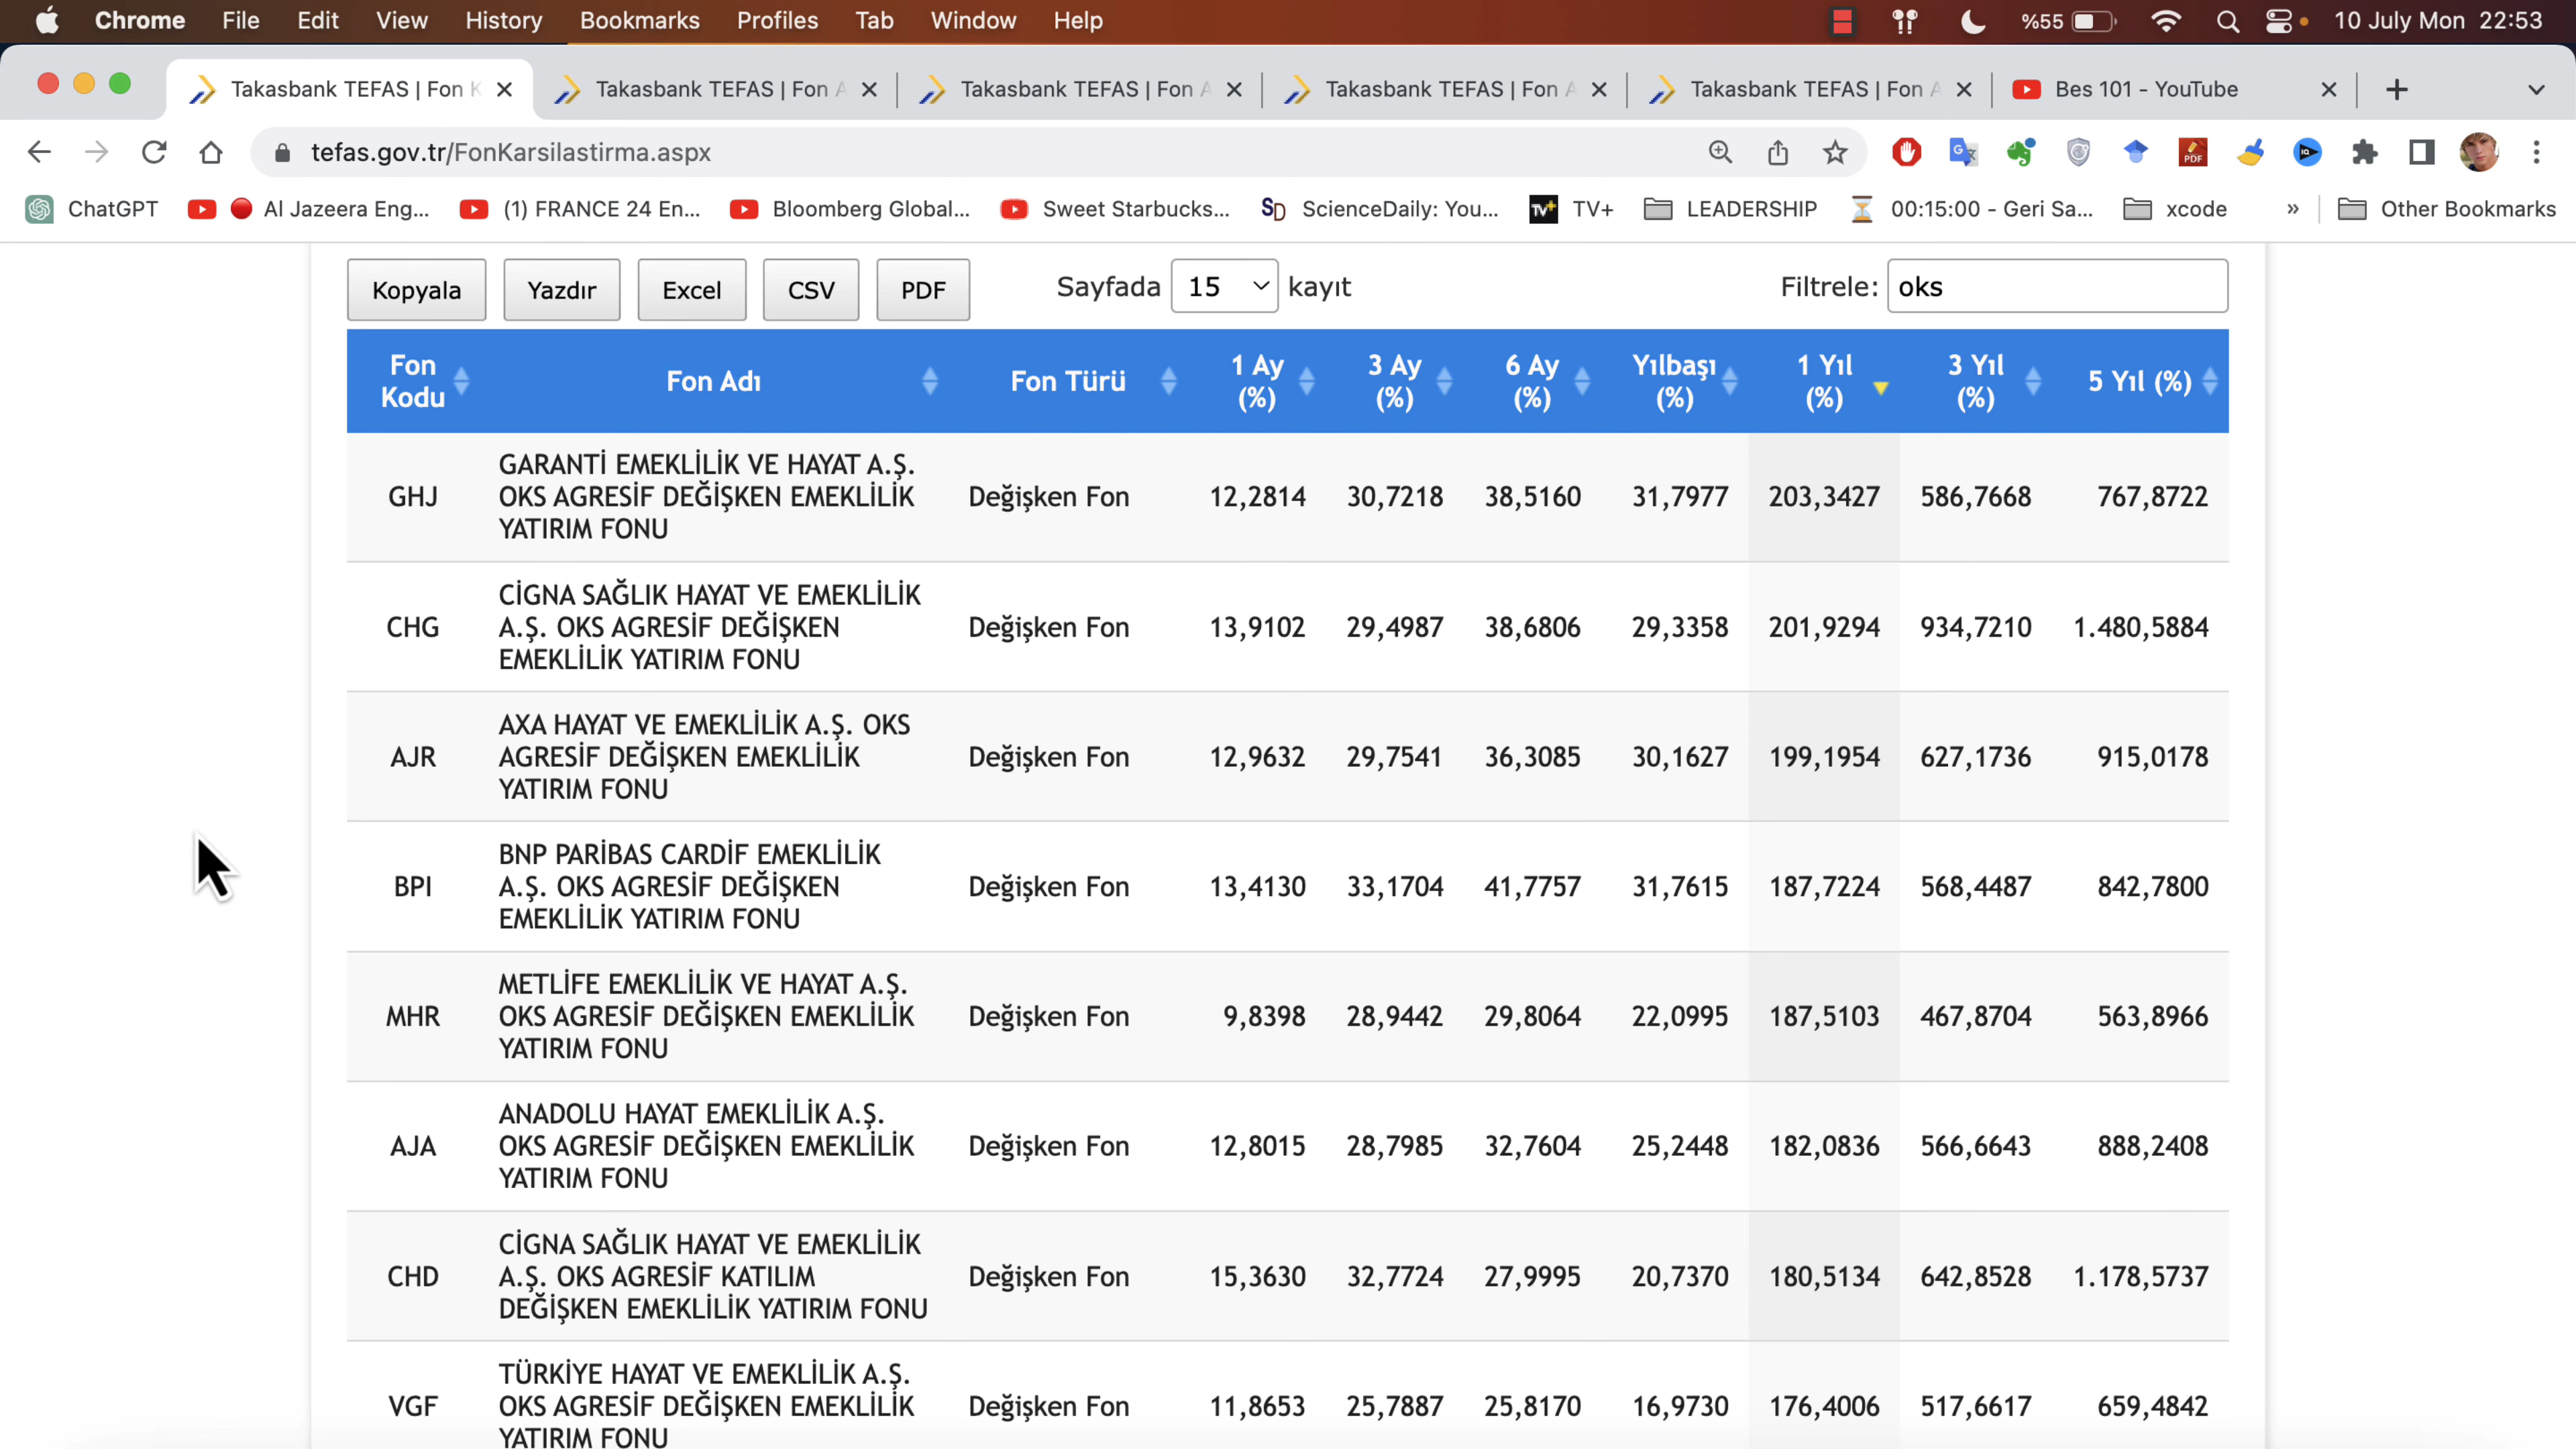 Chrome File Edit View History Bookmarks Profiles Tab Window Help %55 10 July Mon 22:53
Takasbank TEFAS | Fon K Takasbank TEFAS | Fon A Takasbank TEFAS | Fon A Takasbank TEFAS | Fon A Takasbank TEFAS | Fon A Bes 101 - YouTube
tefas.gov.tr/FonKarsilastirma.aspx
ChatGPT Al Jazeera Eng... (1) FRANCE 24 En... Bloomberg Global... Sweet Starbucks... SD ScienceDaily: You... TV+ TV+ LEADERSHIP 00:15:00 - Geri Sa... xcode » Other Bookmarks
Kopyala Yazdır Excel CSV PDF Sayfada 15 kayıt Filtrele: oks
Fon Kodu Fon Adı Fon Türü 1 Ay (%) 3 Ay (%) 6 Ay (%) Yılbaşı (%) 1 Yıl (%) 3 Yıl (%) 5 Yıl (%)
GARANTİ EMEKLİLİK VE HAYAT A.Ş.
GHJ OKS AGRESİF DEĞİŞKEN EMEKLİLİK Değişken Fon 12,2814 30,7218 38,5160 31,7977 203,3427 586,7668 767,8722
YATIRIM FONU
CİGNA SAĞLIK HAYAT VE EMEKLİLİK
CHG A.Ş. OKS AGRESİF DEĞİŞKEN Değişken Fon 13,9102 29,4987 38,6806 29,3358 201,9294 934,7210 1.480,5884
EMEKLİLİK YATIRIM FONU
AXA HAYAT VE EMEKLİLİK A.Ş. OKS
AJR AGRESİF DEĞİŞKEN EMEKLİLİK Değişken Fon 12,9632 29,7541 36,3085 30,1627 199,1954 627,1736 915,0178
YATIRIM FONU
BNP PARİBAS CARDİF EMEKLİLİK
BPI A.Ş. OKS AGRESİF DEĞİŞKEN Değişken Fon 13,4130 33,1704 41,7757 31,7615 187,7224 568,4487 842,7800
EMEKLİLİK YATIRIM FONU
METLİFE EMEKLİLİK VE HAYAT A.Ş.
MHR OKS AGRESİF DEĞİŞKEN EMEKLİLİK Değişken Fon 9,8398 28,9442 29,8064 22,0995 187,5103 467,8704 563,8966
YATIRIM FONU
ANADOLU HAYAT EMEKLİLİK A.Ş.
AJA OKS AGRESİF DEĞİŞKEN EMEKLİLİK Değişken Fon 12,8015 28,7985 32,7604 25,2448 182,0836 566,6643 888,2408
YATIRIM FONU
CİGNA SAĞLIK HAYAT VE EMEKLİLİK
CHD A.Ş. OKS AGRESİF KATILIM Değişken Fon 15,3630 32,7724 27,9995 20,7370 180,5134 642,8528 1.178,5737
DEĞİŞKEN EMEKLİLİK YATIRIM FONU
TÜRKİYE HAYAT VE EMEKLİLİK A.Ş.
VGF OKS AGRESİF DEĞİŞKEN EMEKLİLİK Değişken Fon 11,8653 25,7887 25,8170 16,9730 176,4006 517,6617 659,4842
YATIRIM FONU